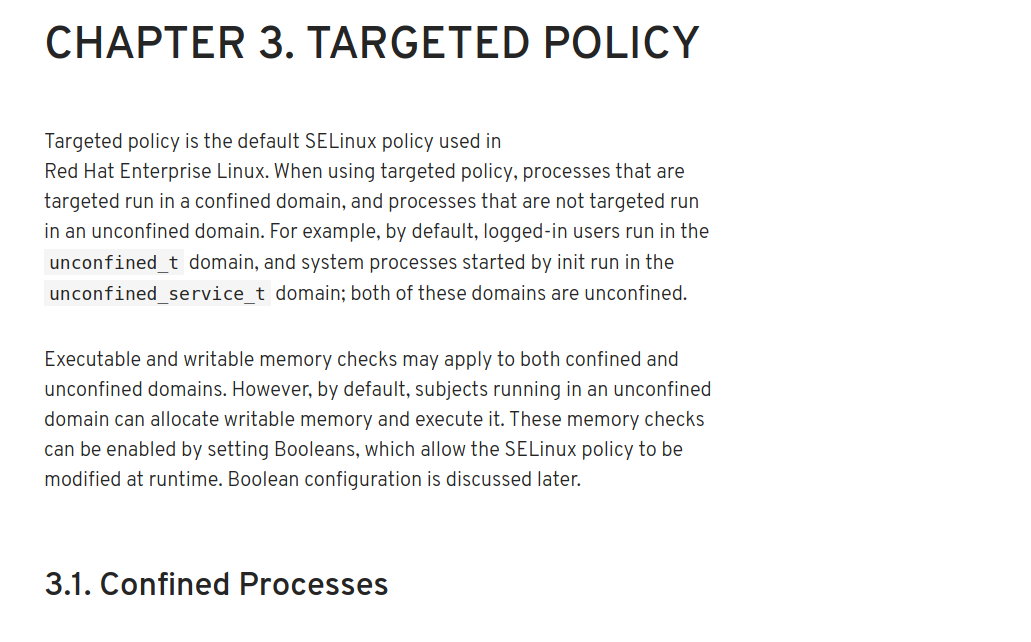 CHAPTER 3. TARGETED POLICY
Targeted policy is the default SELinux policy used in
Red Hat Enterprise Linux. When using targeted policy, processes that are
targeted run in a confined domain, and processes that are not targeted run
in an unconfined domain. For example, by default, logged-in users run in the
unconfined_t domain, and system processes started by init run in the
unconfined_service_t domain; both of these domains are unconfined.
Executable and writable memory checks may apply to both confined and
unconfined domains. However, by default, subjects running in an unconfined
domain can allocate writable memory and execute it. These memory checks
can be enabled by setting Booleans, which allow the SELinux policy to be
modified at runtime. Boolean configuration is discussed later.
3.1. Confined Processes